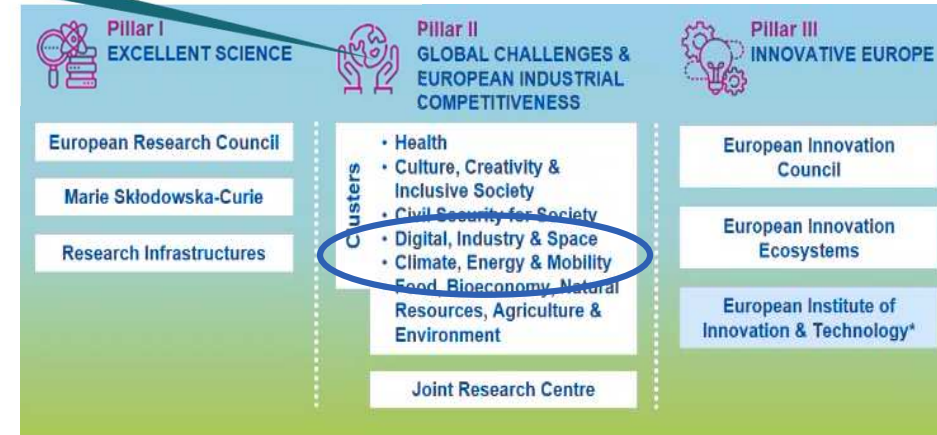 Pillar I
EXCELLENT SCIENCE
European Research Council
Marie Skłodowska-Curie
Research Infrastructures
Pillar II
GLOBAL CHALLENGES &
EUROPEAN INDUSTRIAL
COMPETITIVENESS
Clusters
• Health
• Culture, Creativity &
Inclusive Society
• Civil Security for Society
• Digital, Industry & Space
• Climate, Energy & Mobility
Food, Bioeconomy, Natural
Resources, Agriculture &
Environment
Joint Research Centre
Pillar III
INNOVATIVE EUROPE
European Innovation
Council
European Innovation
Ecosystems
European Institute of
Innovation & Technology*